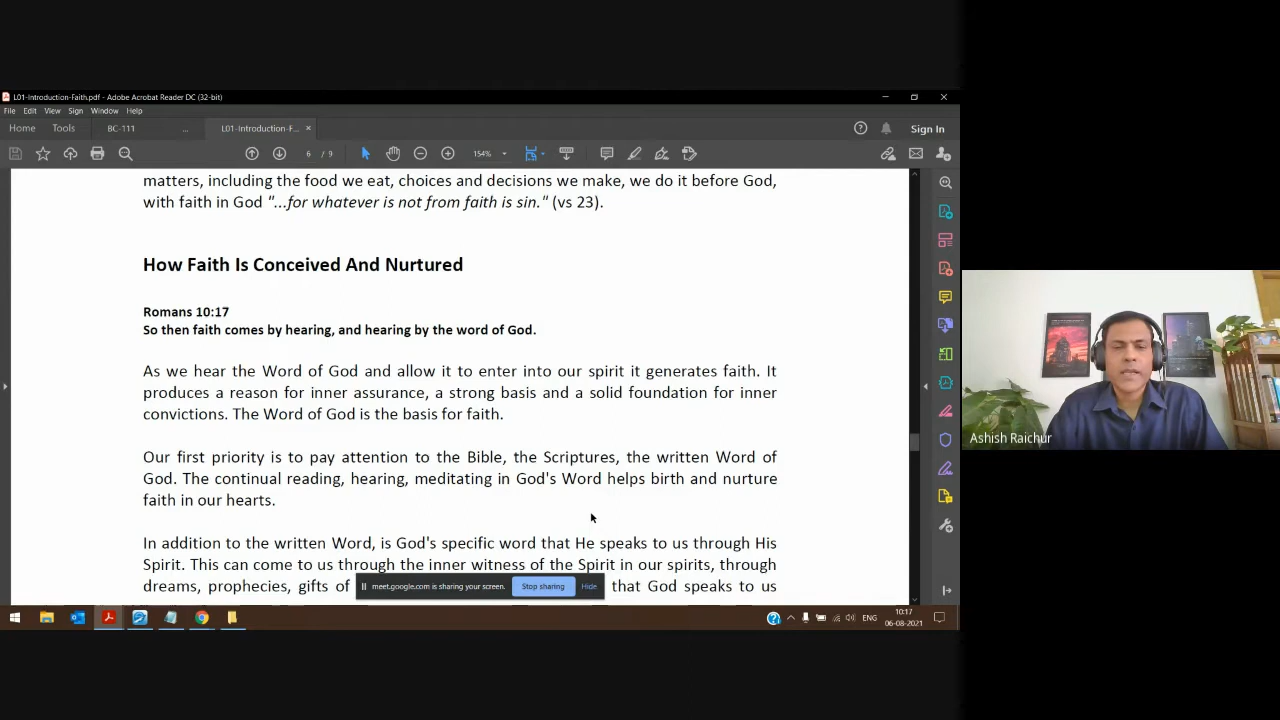 L01-Introduction-Faith.pdf - Adobe Acrobat Reader DC (32-bit)
File Edit View Sign Window Help
Home Tools BC-111 ... L01-Introduction-F... × Sign In
6 / 9 154%
matters, including the food we eat, choices and decisions we make, we do it before God,
with faith in God "...for whatever is not from faith is sin." (vs 23).
How Faith Is Conceived And Nurtured
Romans 10:17
So then faith comes by hearing, and hearing by the word of God.
As we hear the Word of God and allow it to enter into our spirit it generates faith. It
produces a reason for inner assurance, a strong basis and a solid foundation for inner
convictions. The Word of God is the basis for faith.
Our first priority is to pay attention to the Bible, the Scriptures, the written Word of
God. The continual reading, hearing, meditating in God's Word helps birth and nurture
faith in our hearts.
In addition to the written Word, is God's specific word that He speaks to us through His
Spirit. This can come to us through the inner witness of the Spirit in our spirits, through
dreams, prophecies, gifts of that God speaks to us
meet.google.com is sharing your screen. Stop sharing Hide
ENG 10:17
06-08-2021
Ashish Raichur